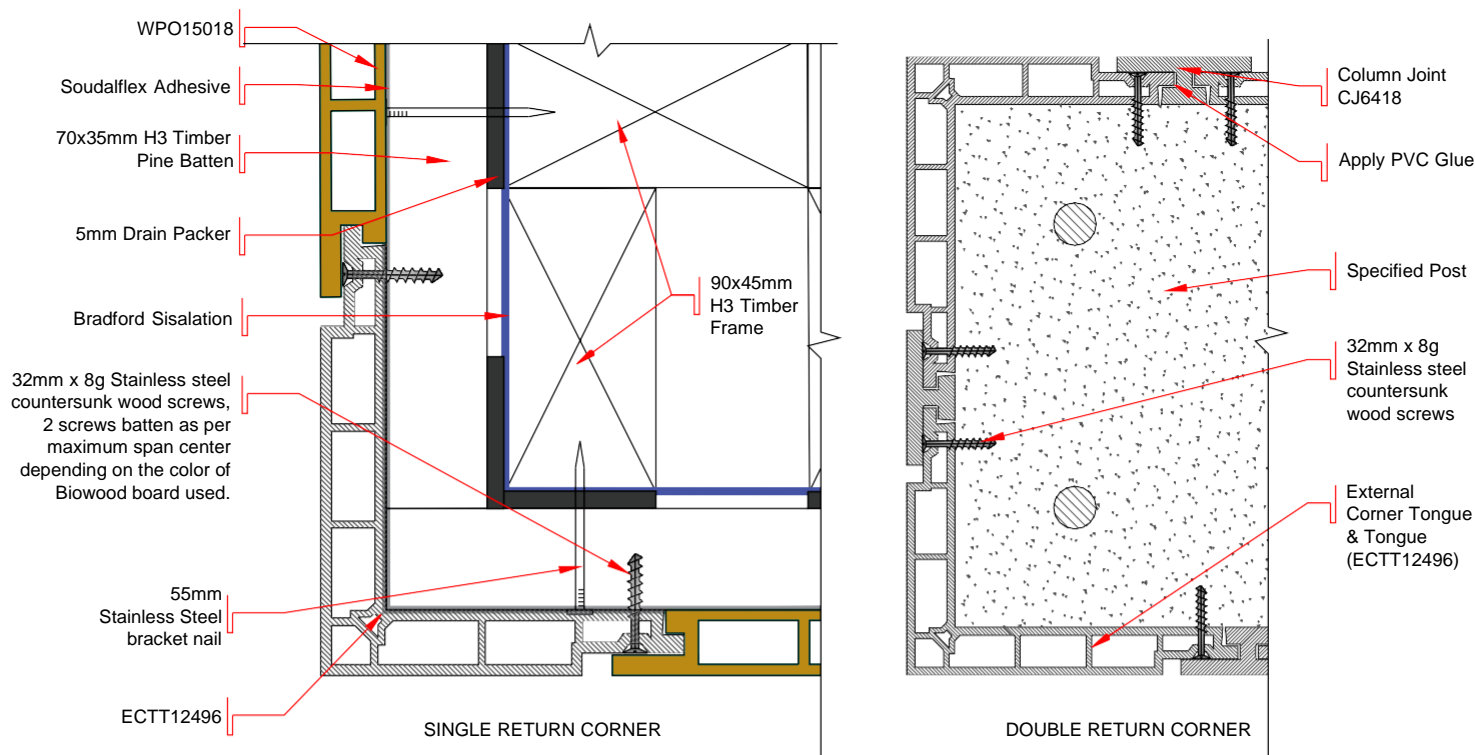 WPO15018
Soudalflex Adhesive
70x35mm H3 Timber
Pine Batten
5mm Drain Packer
Bradford Sisalation
32mm x 8g Stainless steel
countersunk wood screws,
2 screws batten as per
maximum span center
depending on the color of
Biowood board used.
55mm
Stainless Steel
bracket nail
ECTT12496
90x45mm
H3 Timber
Frame
SINGLE RETURN CORNER
Column Joint
CJ6418
Apply PVC Glue
Specified Post
32mm x 8g
Stainless steel
countersunk
wood screws
External
Corner Tongue
& Tongue
(ECTT12496)
DOUBLE RETURN CORNER